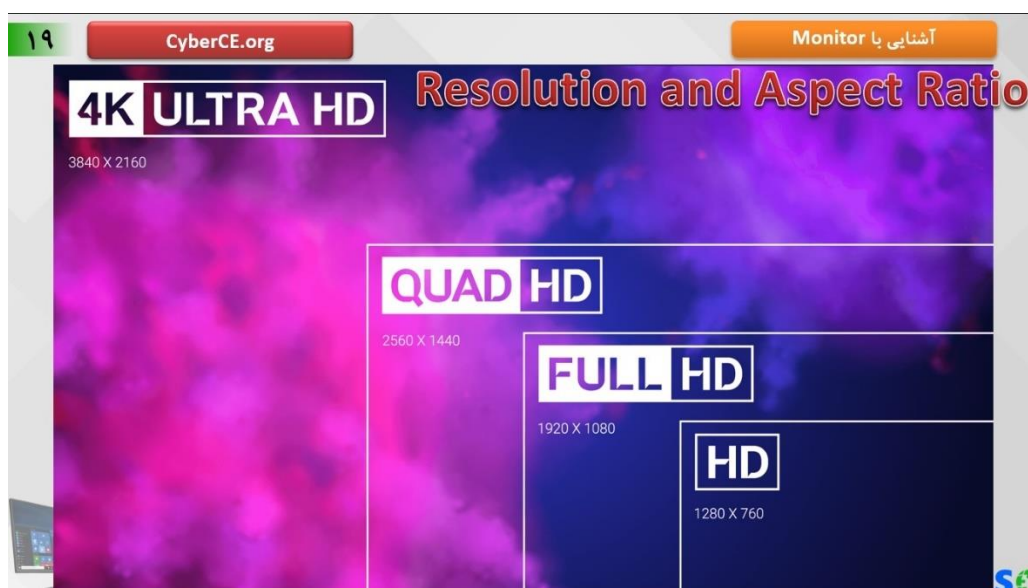 ۱۹
CyberCE.org
آشنایی با Monitor
Resolution and Aspect Ratio
4K ULTRA HD
3840 X 2160
QUAD HD
2560 X 1440
FULL HD
1920 X 1080
HD
1280 X 760